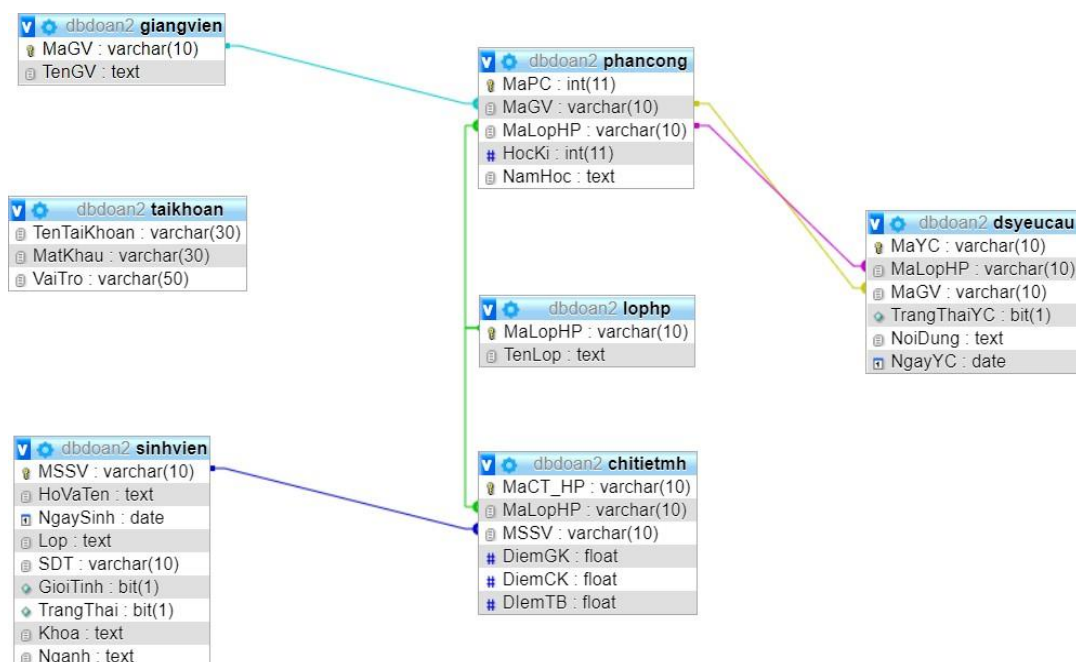 dbdoan2 giangvien
MaGV : varchar(10)
TenGV : text
dbdoan2 taikhoan
TenTaiKhoan : varchar(30)
MatKhau : varchar(30)
VaiTro : varchar(50)
dbdoan2 sinhvien
MSSV : varchar(10)
HoVaTen : text
NgaySinh : date
Lop : text
SDT : varchar(10)
GioiTinh : bit(1)
TrangThai : bit(1)
Khoa : text
Nganh : text
dbdoan2 phancong
MaPC : int(11)
MaGV : varchar(10)
MaLopHP : varchar(10)
HocKi : int(11)
NamHoc : text
dbdoan2 lophp
MaLopHP : varchar(10)
TenLop : text
dbdoan2 chitietmh
MaCT_HP : varchar(10)
MaLopHP : varchar(10)
MSSV : varchar(10)
DiemGK : float
DiemCK : float
DIemTB : float
dbdoan2 dsyeucau
MaYC : varchar(10)
MaLopHP : varchar(10)
MaGV : varchar(10)
TrangThaiYC : bit(1)
NoiDung : text
NgayYC : date